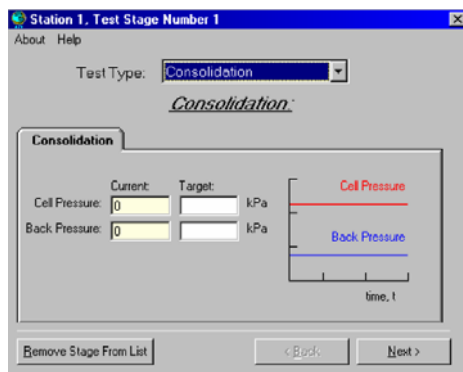 Station 1, Test Stage Number 1
About Help
Test Type: Consolidation
Consolidation:
Consolidation
Current: Target:
Cell Pressure: 0 kPa
Back Pressure: 0 kPa
Cell Pressure
Back Pressure
time, t
Remove Stage From List < Back Next >